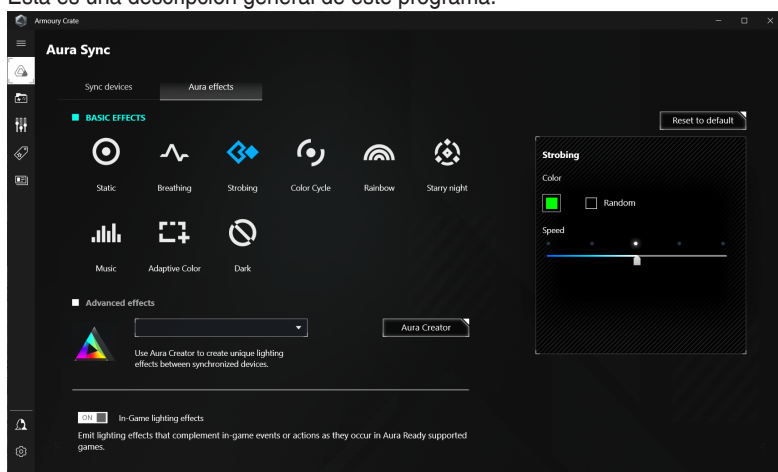 Esta es una descripción general de este programa:
Armoury Crate
Aura Sync
Sync devices
Aura effects
BASIC EFFECTS
Static
Breathing
Strobing
Color Cycle
Rainbow
Starry night
Music
Adaptive Color
Dark
Advanced effects
Aura Creator
Use Aura Creator to create unique lighting
effects between synchronized devices.
ON
In-Game lighting effects
Emit lighting effects that complement in-game events or actions as they occur in Aura Ready supported
games.
Reset to default
Strobing
Color
Random
Speed